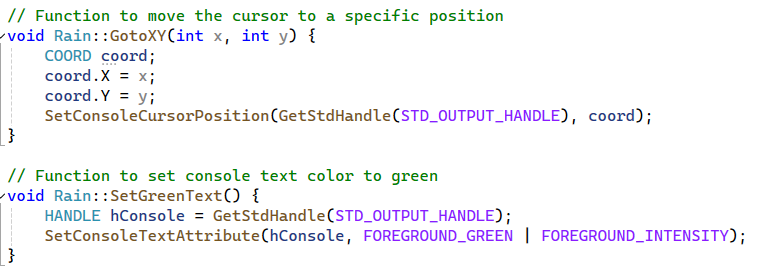 // Function to move the cursor to a specific position
void Rain::GotoXY(int x, int y) {
    COORD coord;
    coord.X = x;
    coord.Y = y;
    SetConsoleCursorPosition(GetStdHandle(STD_OUTPUT_HANDLE), coord);
}

// Function to set console text color to green
void Rain::SetGreenText() {
    HANDLE hConsole = GetStdHandle(STD_OUTPUT_HANDLE);
    SetConsoleTextAttribute(hConsole, FOREGROUND_GREEN | FOREGROUND_INTENSITY);
}